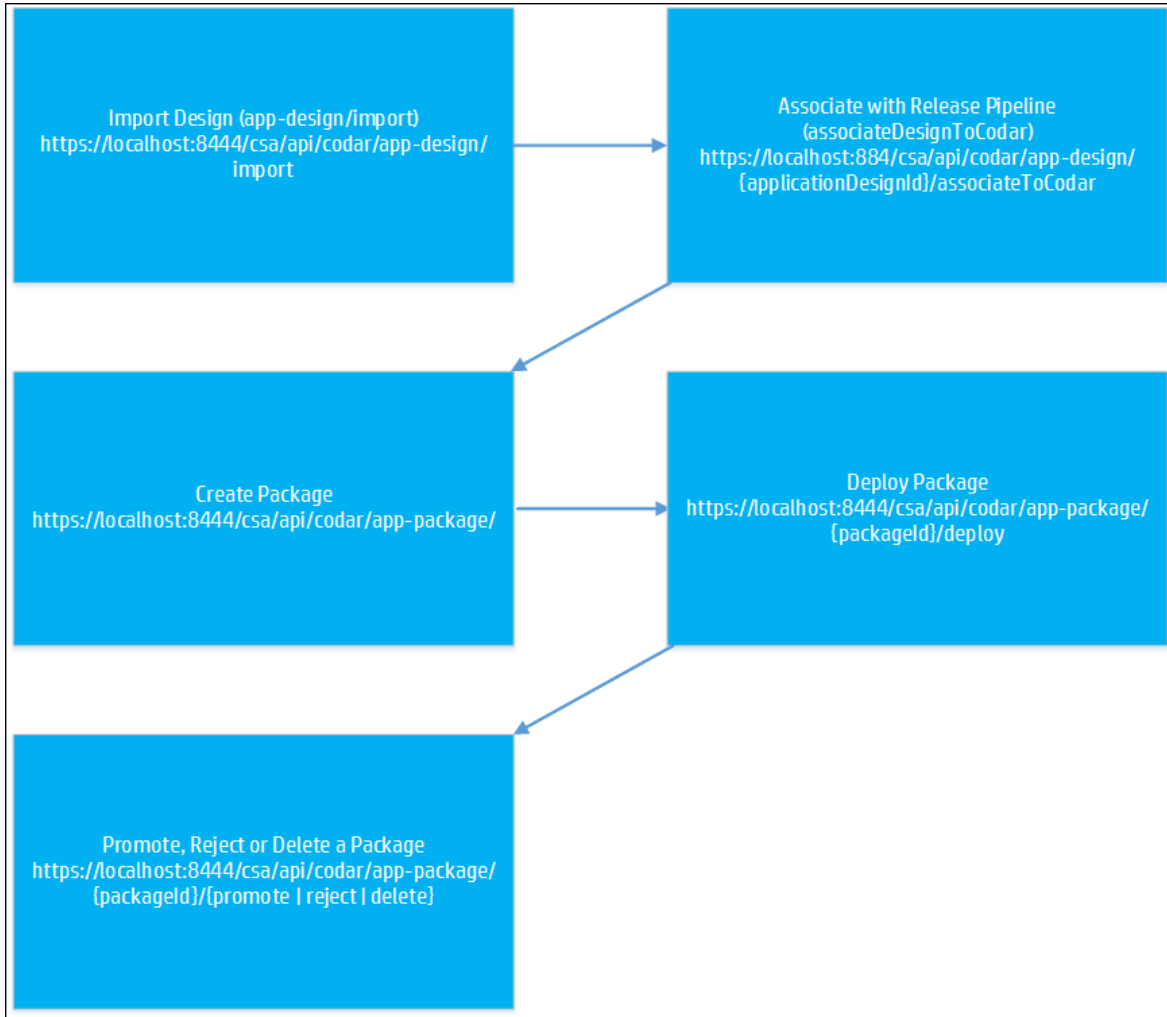 Import Design (app-design/import)
https://localhost:8444/csa/api/codar/app-design/
import
Associate with Release Pipeline
(associateDesignToCodar)
https://localhost:884/csa/api/codar/app-design/
{applicationDesignId}/associateToCodar
Create Package
https://localhost:8444/csa/api/codar/app-package/
Deploy Package
https://localhost:8444/csa/api/codar/app-package/
{packageId}/deploy
Promote, Reject or Delete a Package
https://localhost:8444/csa/api/codar/app-package/
{packageId}/{promote | reject | delete}